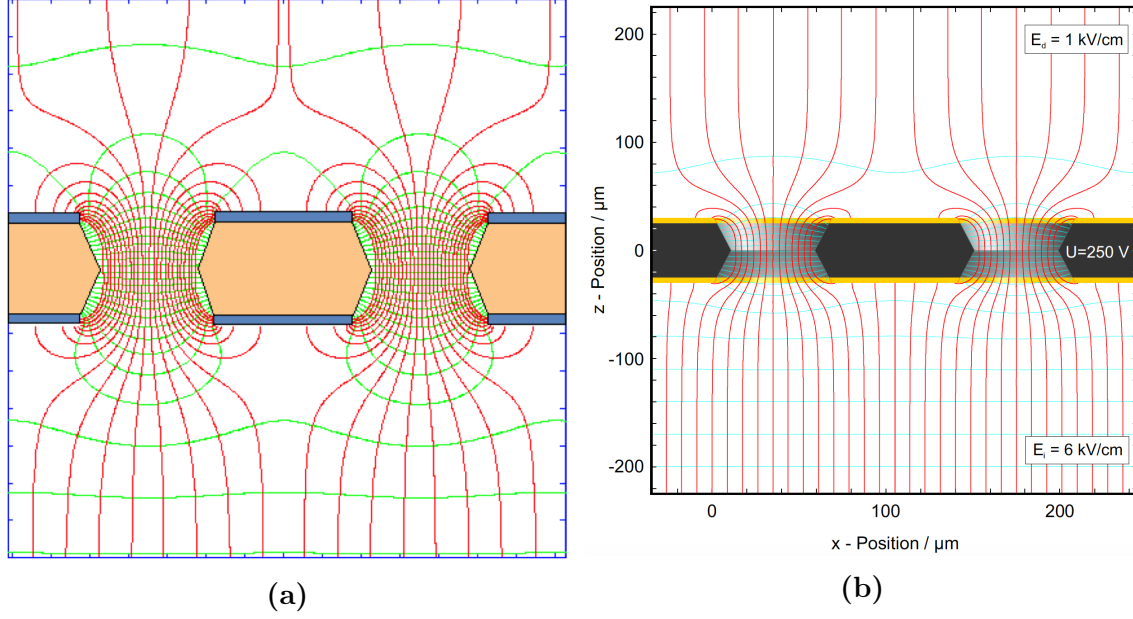 (a)
E_d = 1 kV/cm
U=250 V
E_i = 6 kV/cm
200
100
0
-100
-200
z - Position / μm
0
100
200
x - Position / μm
(b)